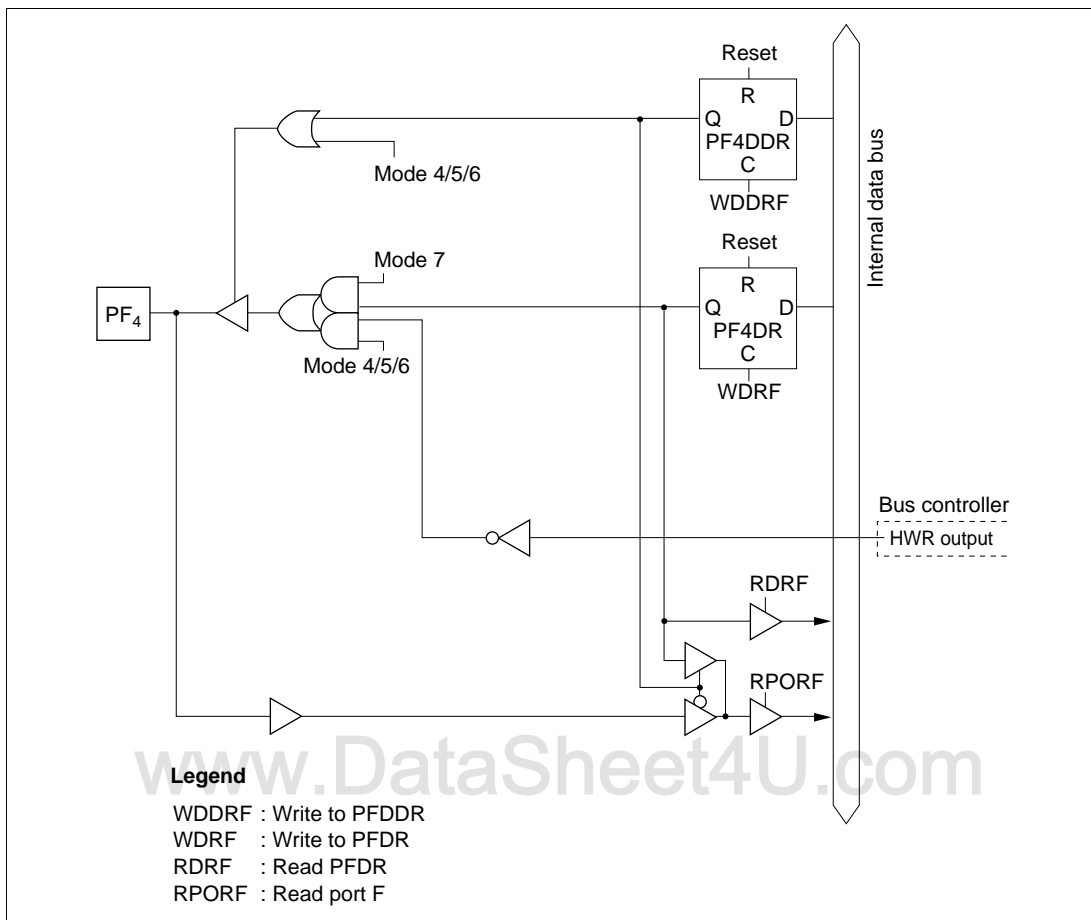 Reset
R
Q D
PF4DDR
C
WDDRF
Mode 4/5/6
Internal data bus
Reset
R
Q D
PF4DR
C
WDRF
Mode 7
PF4
Mode 4/5/6
Bus controller
HWR output
RDRF
RPORF
www.DataSheet4U.com
Legend
WDDRF : Write to PFDDR
WDRF : Write to PFDR
RDRF : Read PFDR
RPORF : Read port F